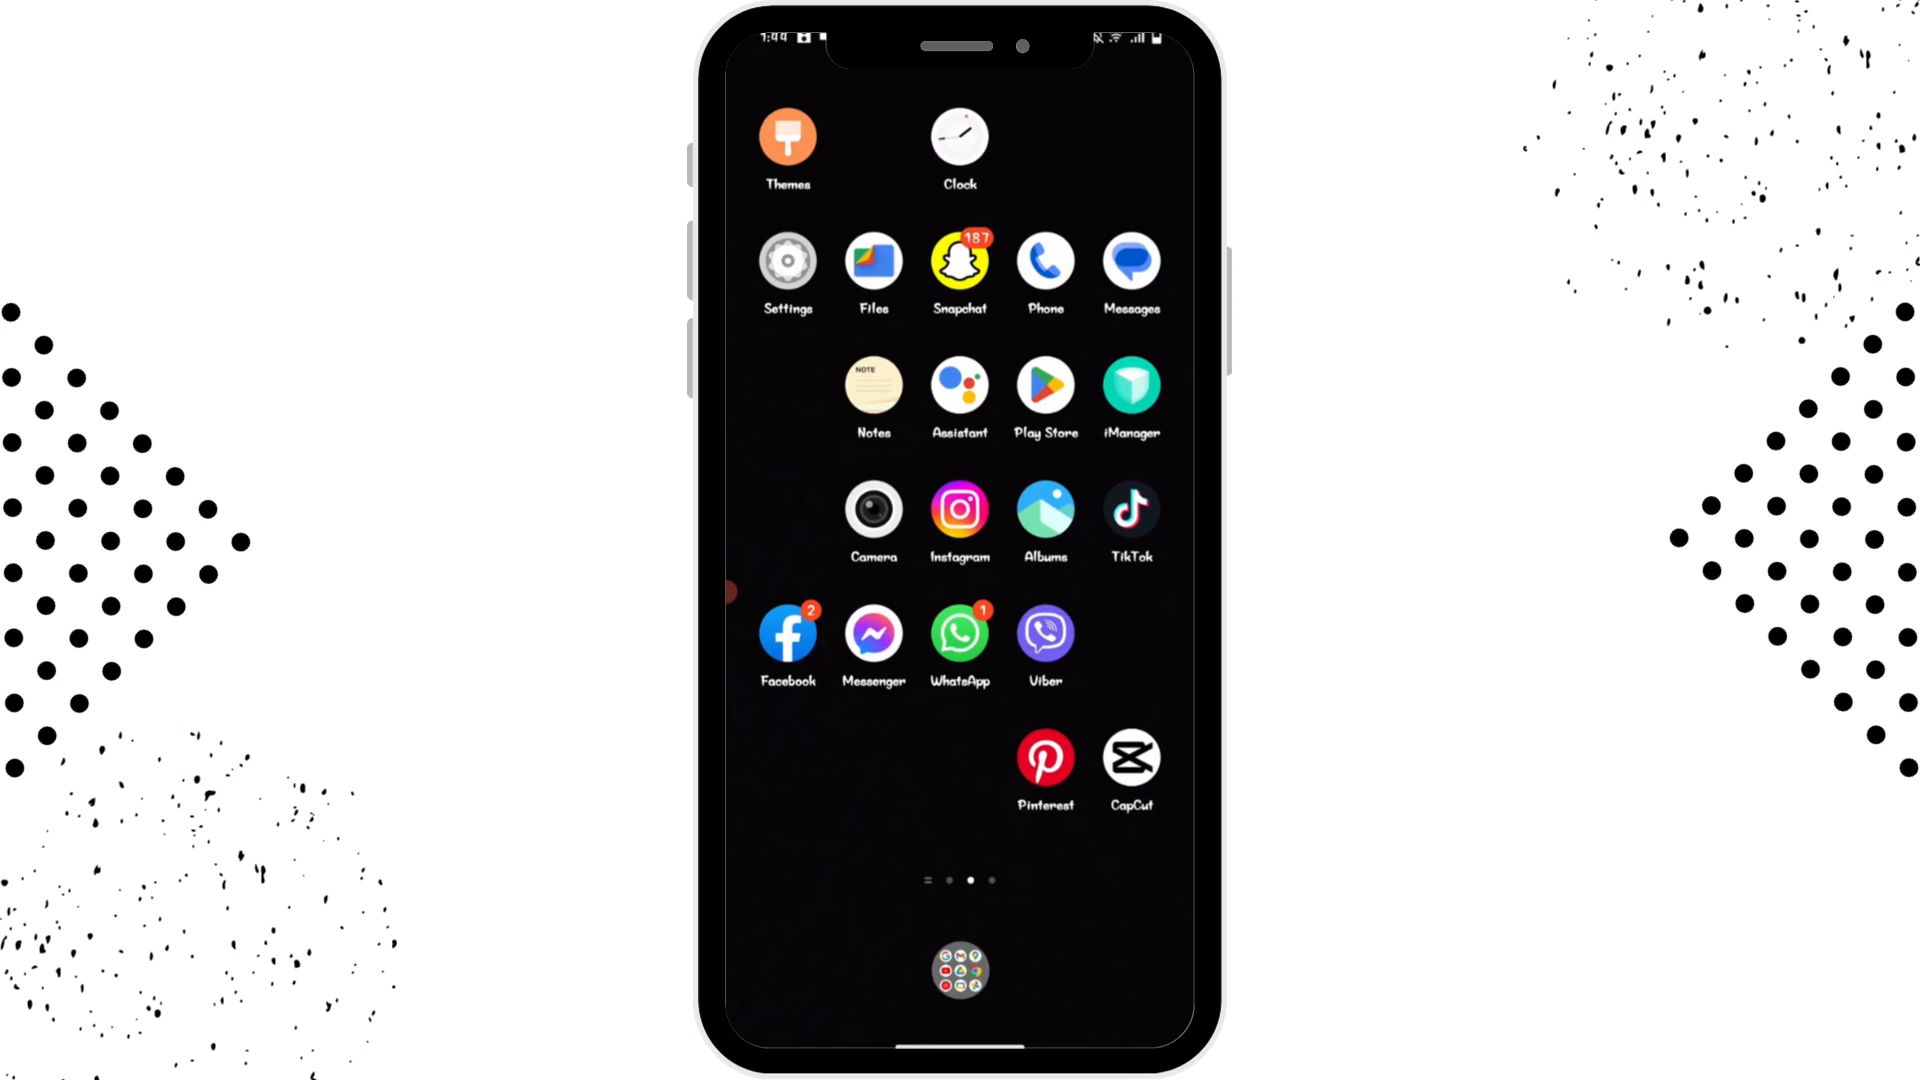 1:44
Themes Clock
187
Settings Files Snapchat Phone Messages
NOTE
Notes Assistant Play Store iManager
Camera Instagram Albums TikTok
2 1
Facebook Messenger WhatsApp Viber
Pinterest CapCut